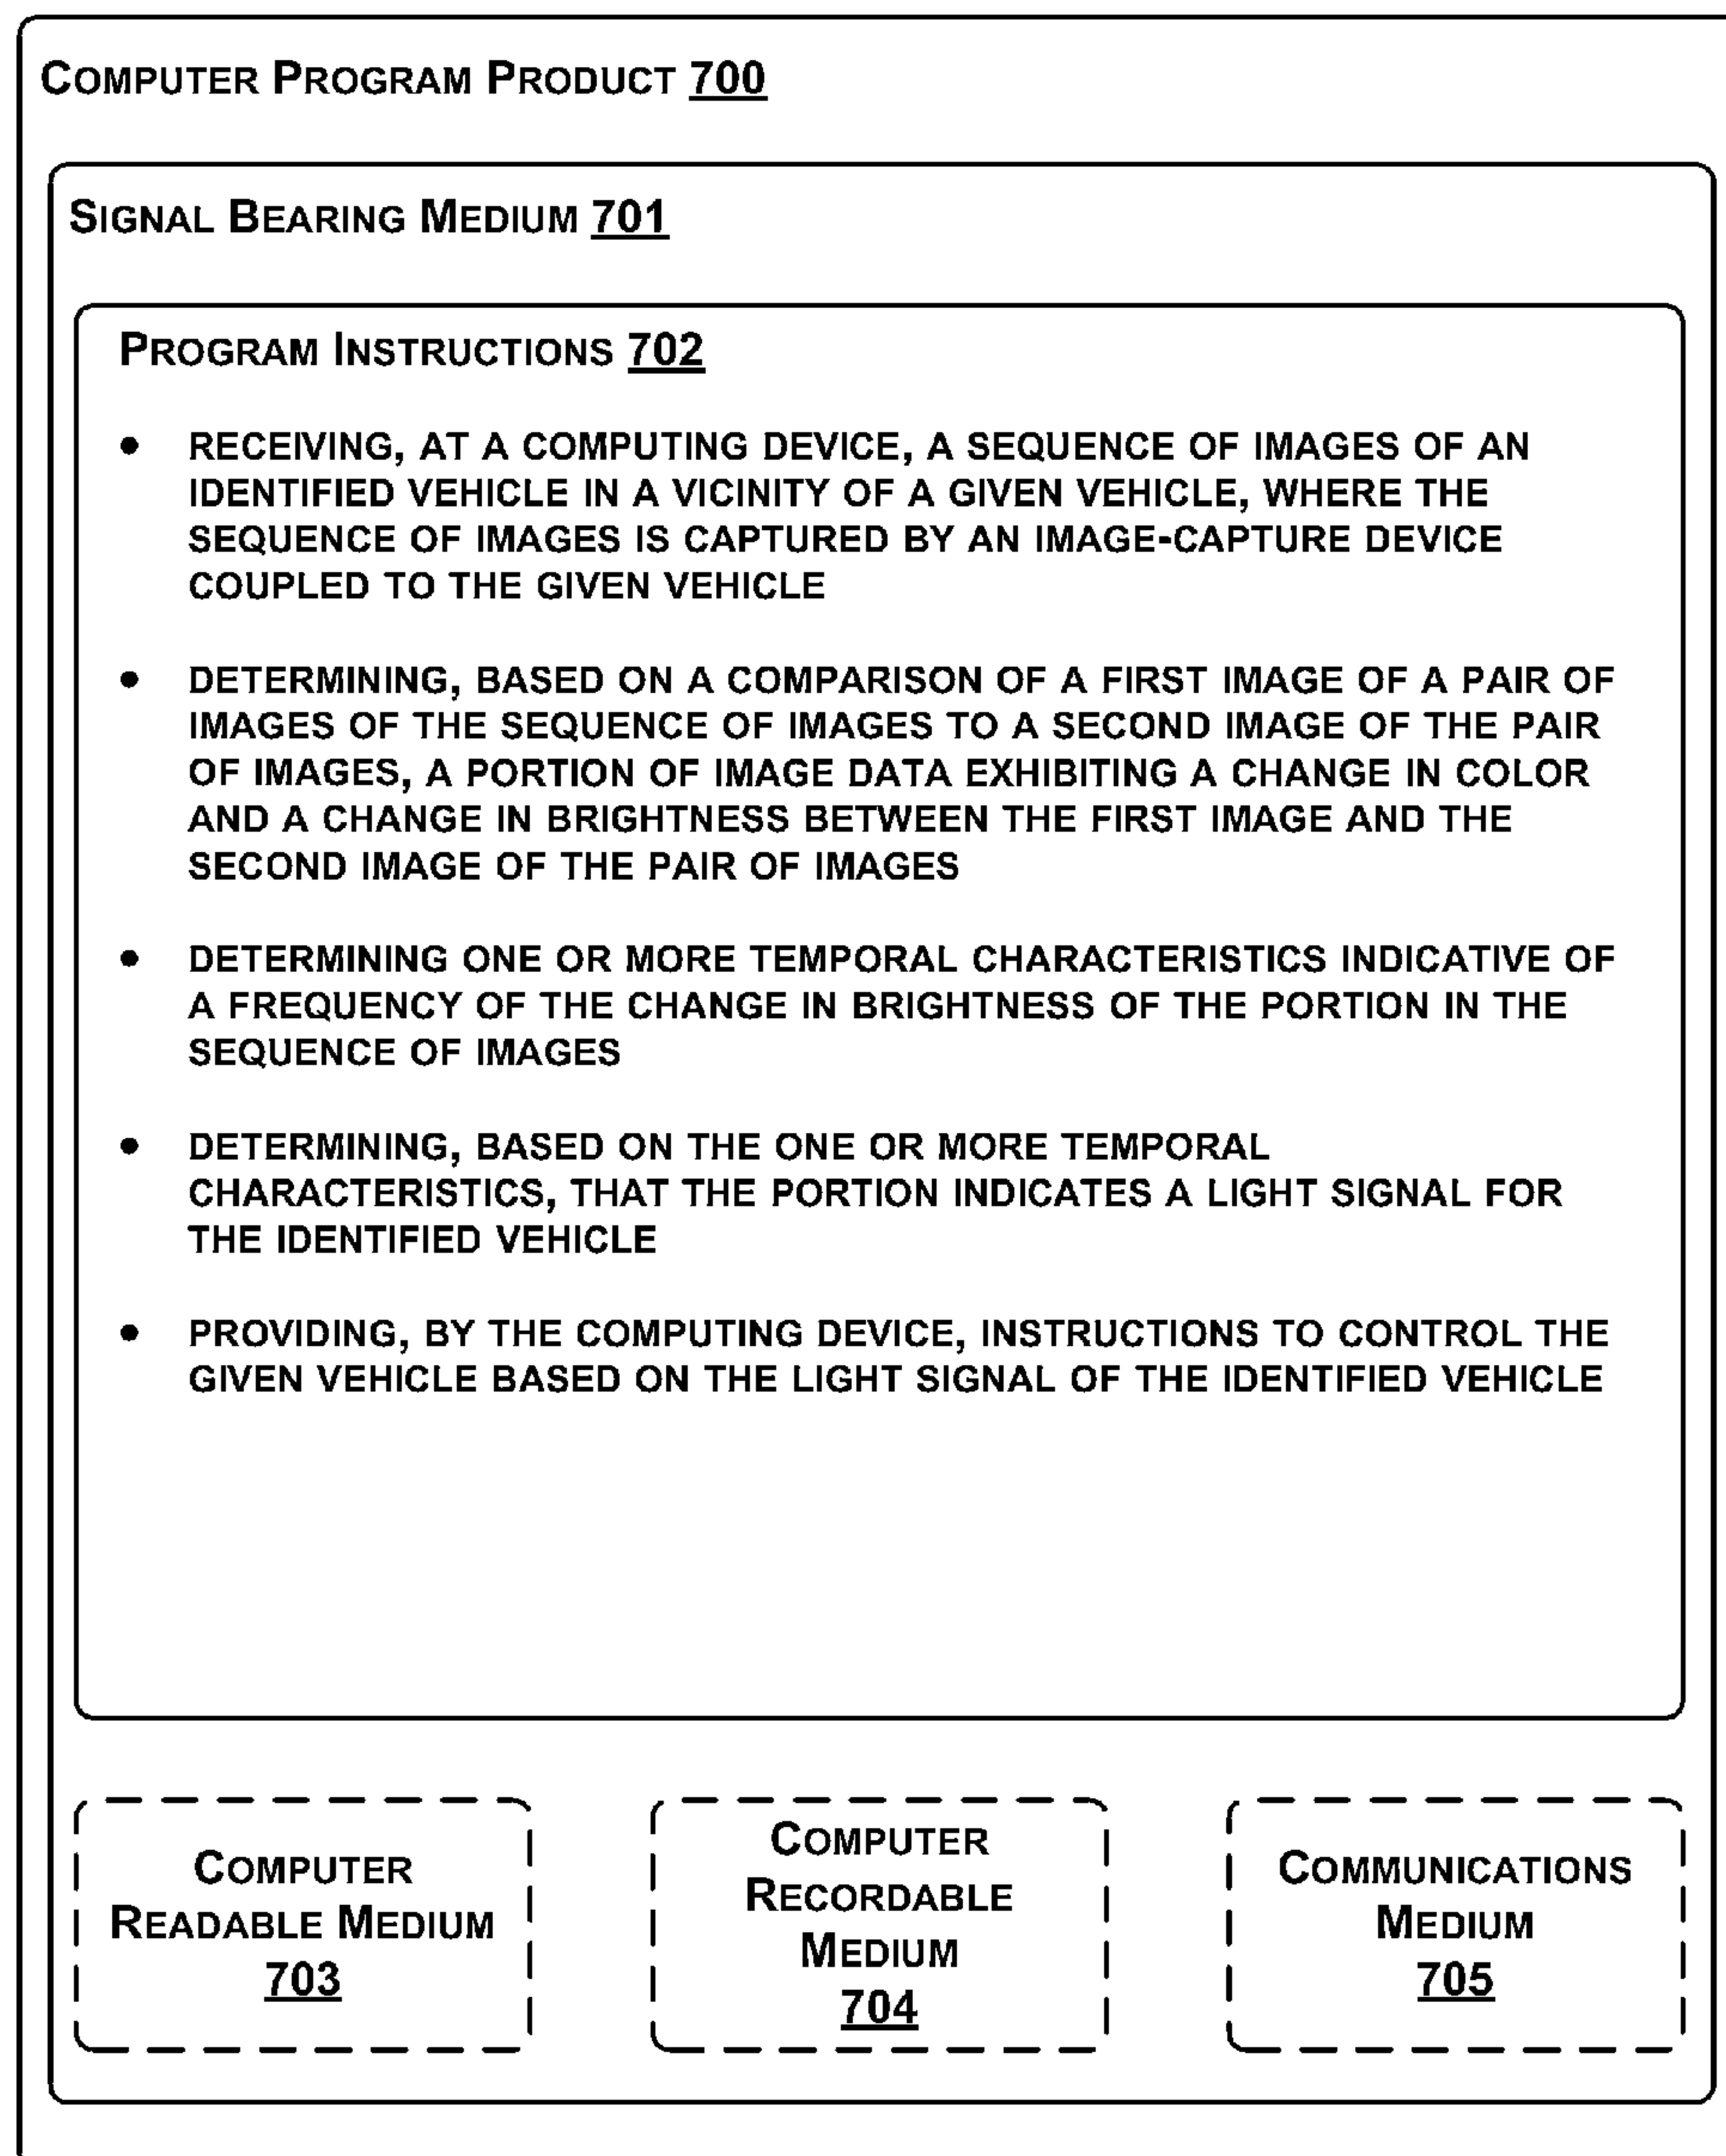 COMPUTER PROGRAM PRODUCT 700
SIGNAL BEARING MEDIUM 701
PROGRAM INSTRUCTIONS 702
• RECEIVING, AT A COMPUTING DEVICE, A SEQUENCE OF IMAGES OF AN
IDENTIFIED VEHICLE IN A VICINITY OF A GIVEN VEHICLE, WHERE THE
SEQUENCE OF IMAGES IS CAPTURED BY AN IMAGE-CAPTURE DEVICE
COUPLED TO THE GIVEN VEHICLE
• DETERMINING, BASED ON A COMPARISON OF A FIRST IMAGE OF A PAIR OF
IMAGES OF THE SEQUENCE OF IMAGES TO A SECOND IMAGE OF THE PAIR
OF IMAGES, A PORTION OF IMAGE DATA EXHIBITING A CHANGE IN COLOR
AND A CHANGE IN BRIGHTNESS BETWEEN THE FIRST IMAGE AND THE
SECOND IMAGE OF THE PAIR OF IMAGES
• DETERMINING ONE OR MORE TEMPORAL CHARACTERISTICS INDICATIVE OF
A FREQUENCY OF THE CHANGE IN BRIGHTNESS OF THE PORTION IN THE
SEQUENCE OF IMAGES
• DETERMINING, BASED ON THE ONE OR MORE TEMPORAL
CHARACTERISTICS, THAT THE PORTION INDICATES A LIGHT SIGNAL FOR
THE IDENTIFIED VEHICLE
• PROVIDING, BY THE COMPUTING DEVICE, INSTRUCTIONS TO CONTROL THE
GIVEN VEHICLE BASED ON THE LIGHT SIGNAL OF THE IDENTIFIED VEHICLE
COMPUTER
READABLE MEDIUM
703
COMPUTER
RECORDABLE
MEDIUM
704
COMMUNICATIONS
MEDIUM
705